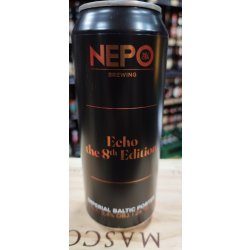 NEPO
BREWING
Echo
the 8th Edition
IMPERIAL BALTIC PORTER
MASCO